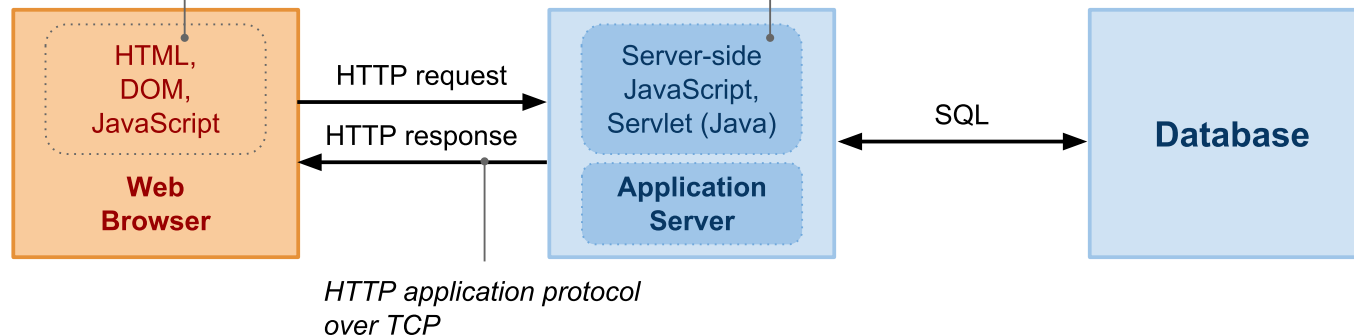 HTML,
DOM,
JavaScript
Web
Browser
HTTP request
HTTP response
HTTP application protocol
over TCP
Server-side
JavaScript,
Servlet (Java)
Application
Server
SQL
Database